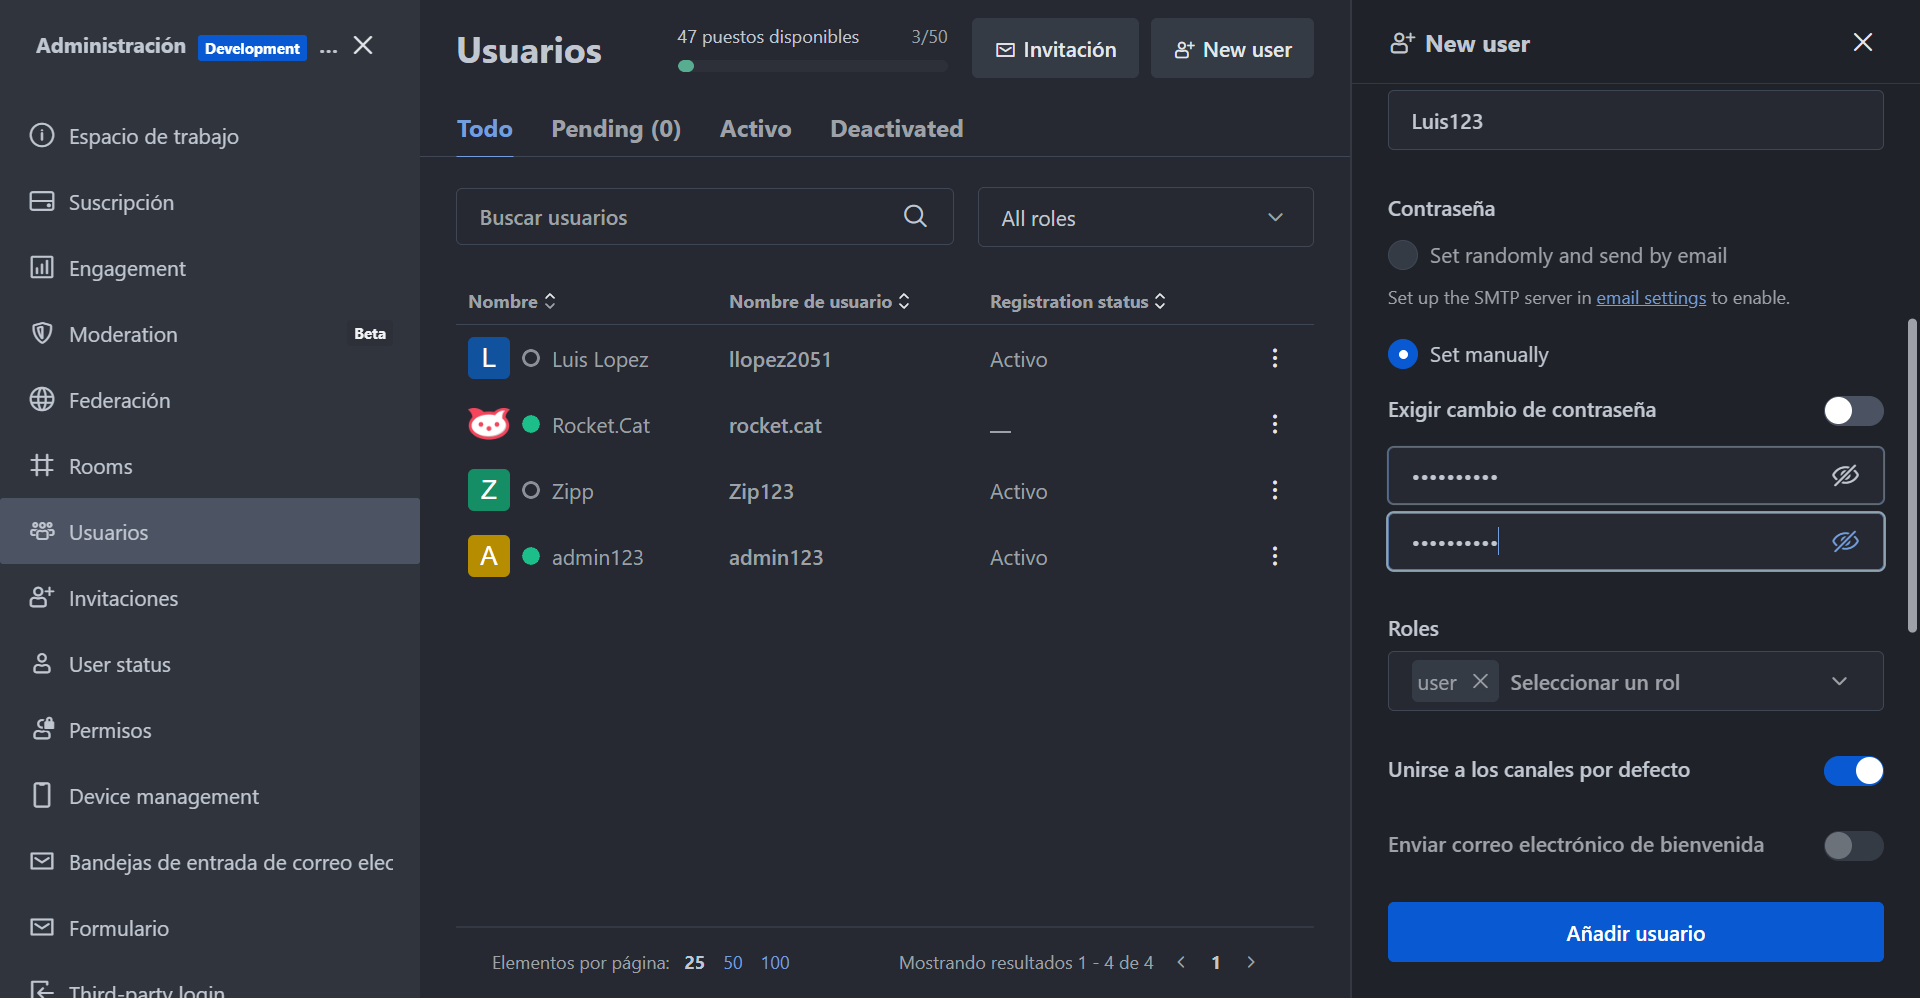 Administración Development ...
Espacio de trabajo
Suscripción
Engagement
Moderation Beta
Federación
Rooms
Usuarios
Invitaciones
User status
Permisos
Device management
Bandejas de entrada de correo elec
Formulario
Third-party login
Usuarios
47 puestos disponibles 3/50
Invitación
New user
Todo Pending (0) Activo Deactivated
Buscar usuarios
All roles
Nombre Nombre de usuario Registration status
L Luis Lopez llopez2051 Activo
Rocket.Cat rocket.cat —
Z Zipp Zip123 Activo
A admin123 admin123 Activo
Elementos por página: 25 50 100
Mostrando resultados 1 - 4 de 4 1
New user
Luis123
Contraseña
Set randomly and send by email
Set up the SMTP server in email settings to enable.
Set manually
Exigir cambio de contraseña
••••••••••
••••••••••
Roles
user Seleccionar un rol
Unirse a los canales por defecto
Enviar correo electrónico de bienvenida
Añadir usuario